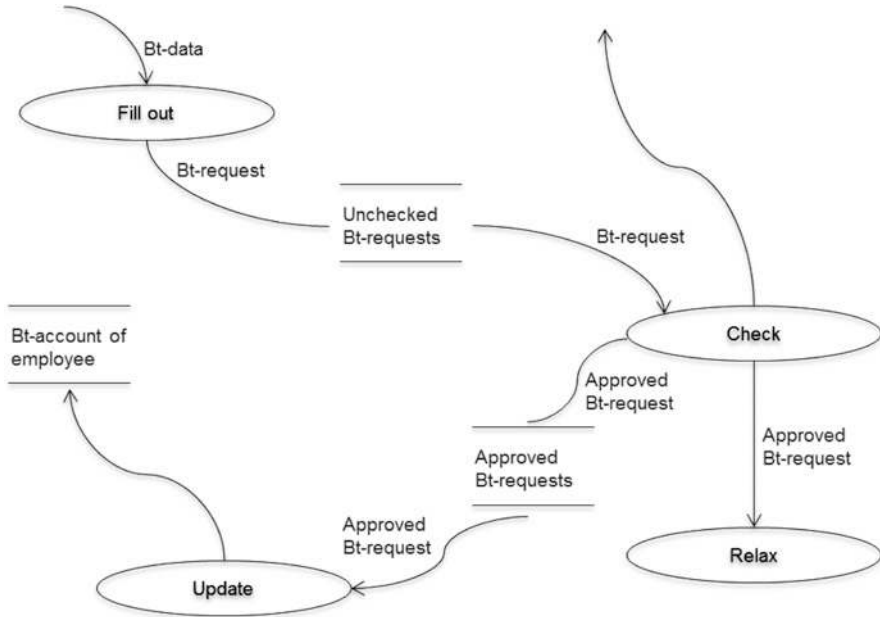 Bt-data
Fill out
Bt-request
Unchecked
Bt-requests
Bt-request
Bt-account of
employee
Check
Approved
Bt-request
Approved
Bt-request
Approved
Bt-requests
Approved
Bt-request
Relax
Update